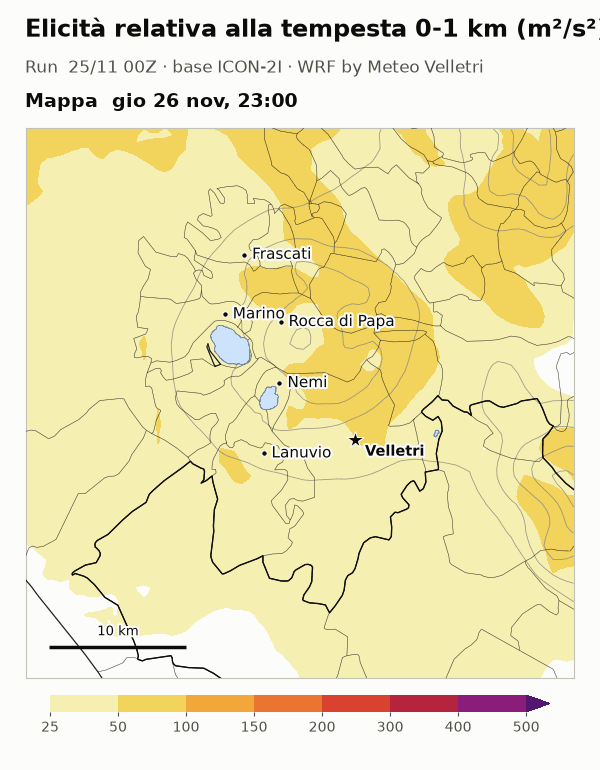 Elicità relativa alla tempesta 0-1 km (m²/s²)
Run 25/11 00Z · base ICON-2I · WRF by Meteo Velletri
Mappa gio 26 nov, 23:00
Frascati
Marino
Rocca di Papa
Nemi
Velletri
Lanuvio
10 km
25 50 100 150 200 300 400 500